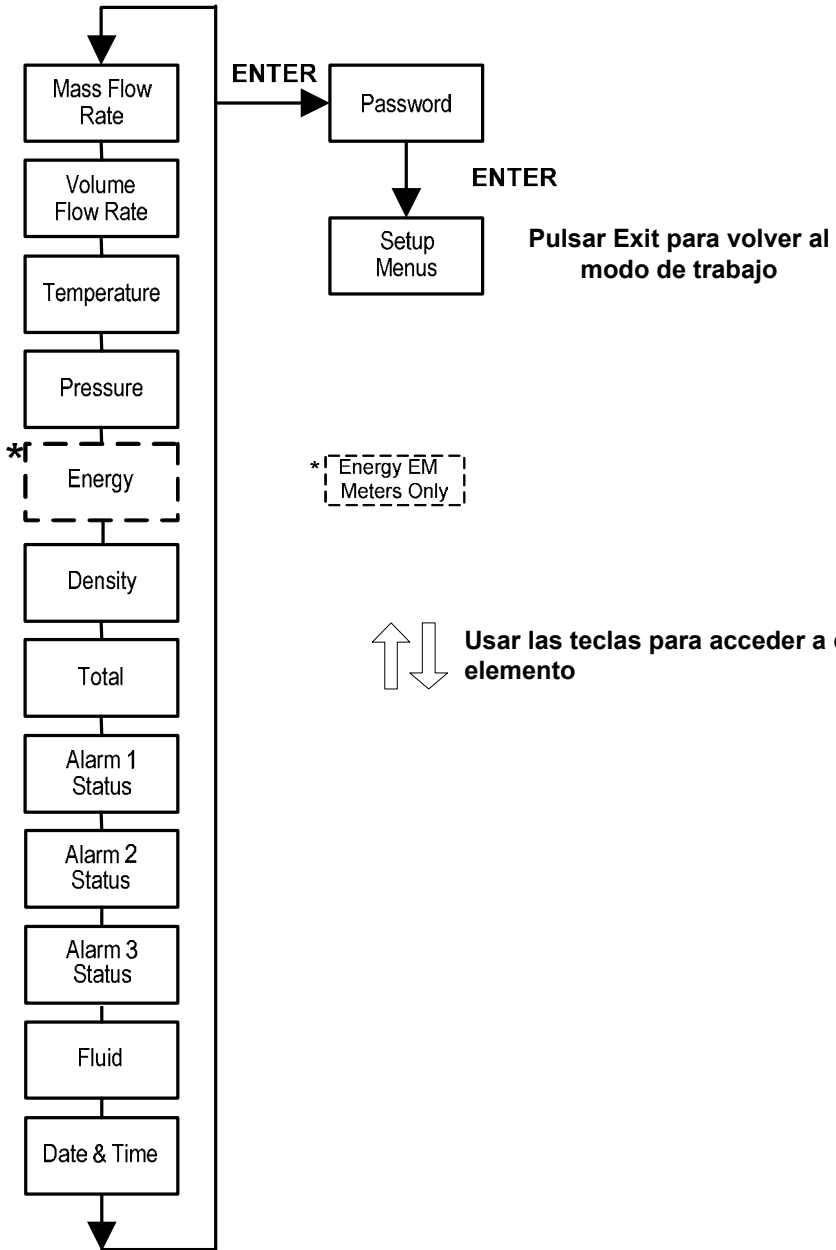 Mass Flow
Rate
Volume
Flow Rate
Temperature
Pressure
*
Energy
Density
Total
Alarm 1
Status
Alarm 2
Status
Alarm 3
Status
Fluid
Date & Time
ENTER
Password
ENTER
Setup
Menus
Pulsar Exit para volver al
modo de trabajo
* Energy EM
Meters Only
Usar las teclas para acceder a
elemento